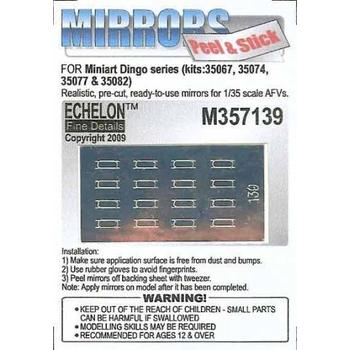 MIRRORS
Peel & Stick
FOR Miniart Dingo series (kits:35067, 35074,
35077 & 35082)
Realistic, pre-cut, ready-to-use mirrors for 1/35 scale AFVs.
ECHELON™
Fine Details
Copyright 2009
M357139
139
Installation:
1) Make sure application surface is free from dust and bumps.
2) Use rubber gloves to avoid fingerprints.
3) Peel mirrors off backing sheet with tweezer.
Note: Apply mirrors on model after it has been completed.
WARNING!
• KEEP OUT OF THE REACH OF CHILDREN - SMALL PARTS
CAN BE HARMFUL IF SWALLOWED
• MODELLING SKILLS MAY BE REQUIRED
• RECOMMENDED FOR AGES 12 & OVER